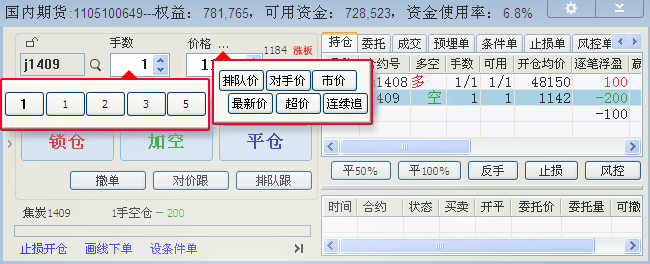 国内期货:1105100649---权益: 781,765, 可用资金: 728,523, 资金使用率: 6.8%
手数 价格 ... 1184 涨板
j1409 1
1 1 2 3 5
排队价 对手价 市价
最新价 超价 连续追
锁仓 加空 平仓
撤单 对价跟 排队跟
焦炭1409 1手空仓 -200
止损开仓 画线下单 设条件单
持仓 委托 成交 预埋单 条件单 止损单 风控单
约号 多空 手数 可用 开仓均价 逐笔浮盈
1408 多 1/1 1/1 48150 100
409 空 1 1 1142 -200
-100
平50% 平100% 反手 止损 风控
时间 合约 状态 买卖 开平 委托价 委托量 可撤